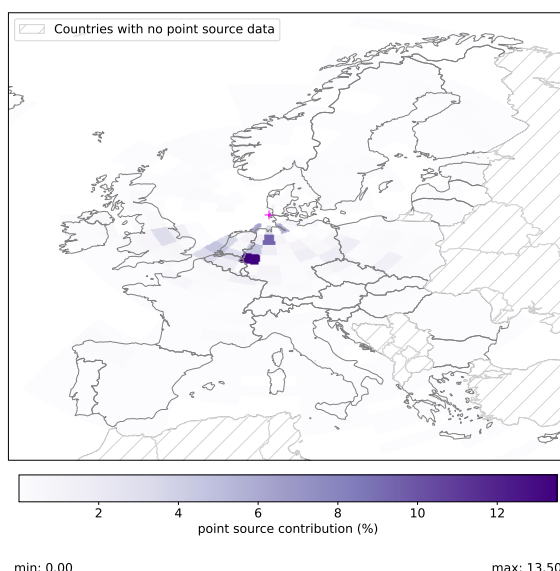 Countries with no point source data
2 4 6 8 10 12
point source contribution (%)
min: 0.00 max: 13.50